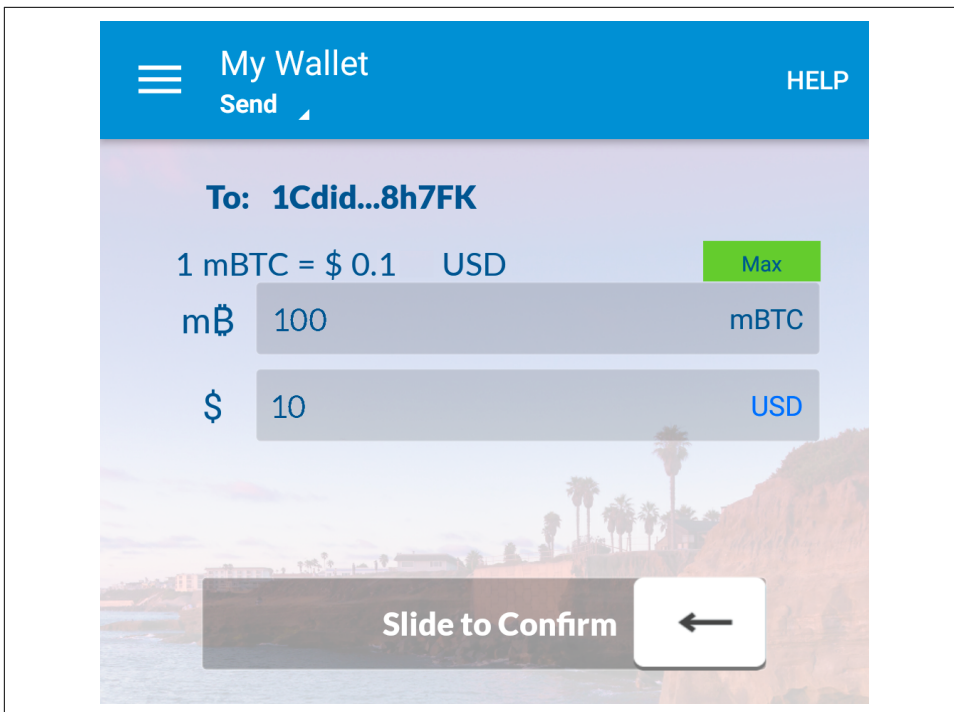 My Wallet
Send
HELP
To: 1Cdid...8h7FK
1 mBTC = $ 0.1 USD
Max
m₿ 100 mBTC
$ 10 USD
Slide to Confirm